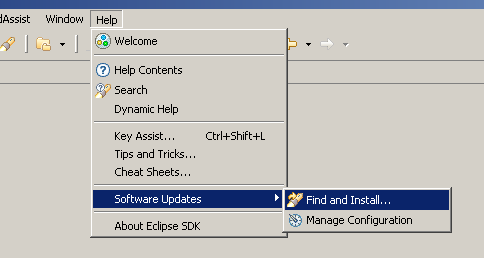 dAssist Window Help
Welcome
Help Contents
Search
Dynamic Help
Key Assist... Ctrl+Shift+L
Tips and Tricks...
Cheat Sheets...
Software Updates
Find and Install...
Manage Configuration
About Eclipse SDK